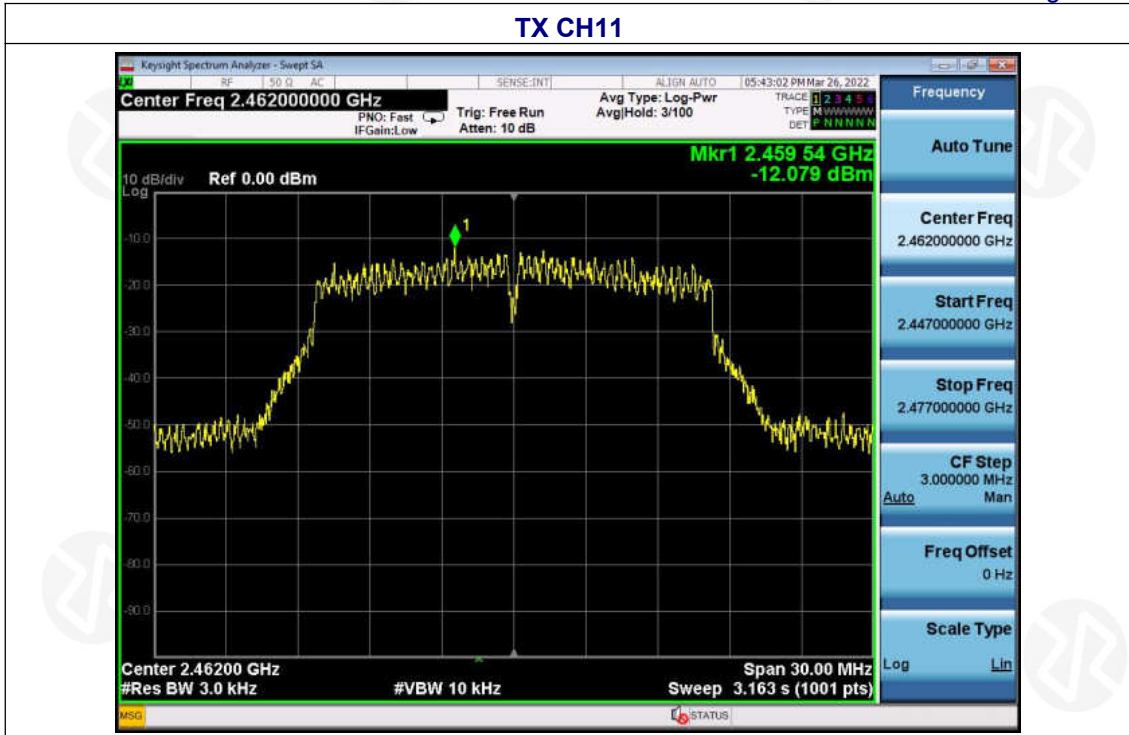 TX CH11
Keysight Spectrum Analyzer - Swept SA
RF 50 Ω AC SENSE:INT ALIGN AUTO 05:43:02 PM Mar 26, 2022
Center Freq 2.462000000 GHz
PNO: Fast
IFGain:Low
Trig: Free Run
Atten: 10 dB
Avg Type: Log-Pwr
Avg|Hold: 3/100
TRACE 1 2 3 4 5 6
TYPE M W W W W W
DET P N N N N N
Mkr1 2.459 54 GHz
-12.079 dBm
10 dB/div Ref 0.00 dBm
Log
1
-10.0
-20.0
-30.0
-40.0
-50.0
-60.0
-70.0
-80.0
-90.0
Center 2.46200 GHz Span 30.00 MHz
#Res BW 3.0 kHz #VBW 10 kHz Sweep 3.163 s (1001 pts)
MSG STATUS
Frequency
Auto Tune
Center Freq
2.462000000 GHz
Start Freq
2.447000000 GHz
Stop Freq
2.477000000 GHz
CF Step
3.000000 MHz
Auto Man
Freq Offset
0 Hz
Scale Type
Log Lin